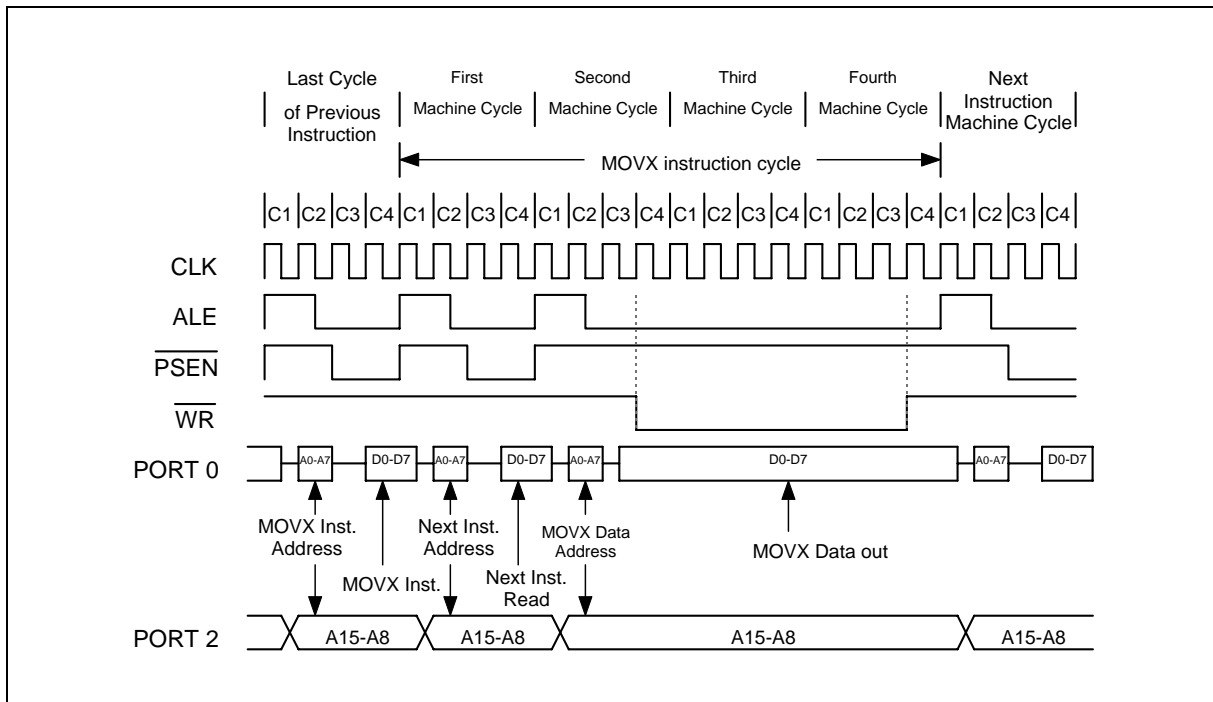 Last Cycle
of Previous
Instruction
First
Machine Cycle
Second
Machine Cycle
Third
Machine Cycle
Fourth
Machine Cycle
Next
Instruction
Machine Cycle
MOVX instruction cycle
C1 C2 C3 C4 C1 C2 C3 C4 C1 C2 C3 C4 C1 C2 C3 C4 C1 C2 C3 C4 C1 C2 C3 C4
CLK
ALE
PSEN
WR
PORT 0
A0-A7 D0-D7 A0-A7 D0-D7 A0-A7 D0-D7 A0-A7 D0-D7
MOVX Inst.
Address
MOVX Inst.
Next Inst.
Address
Next Inst.
Read
MOVX Data
Address
MOVX Data out
PORT 2
A15-A8 A15-A8 A15-A8 A15-A8